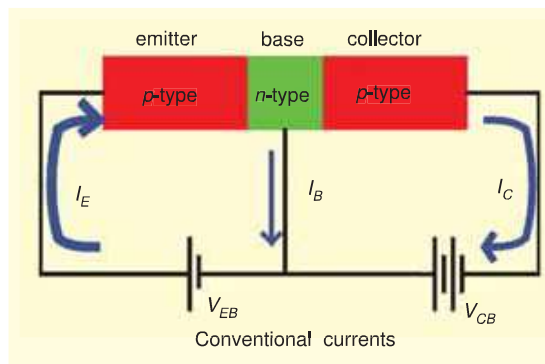 emitter base collector
p-type n-type p-type
I_E I_B I_C
V_EB V_CB
Conventional currents